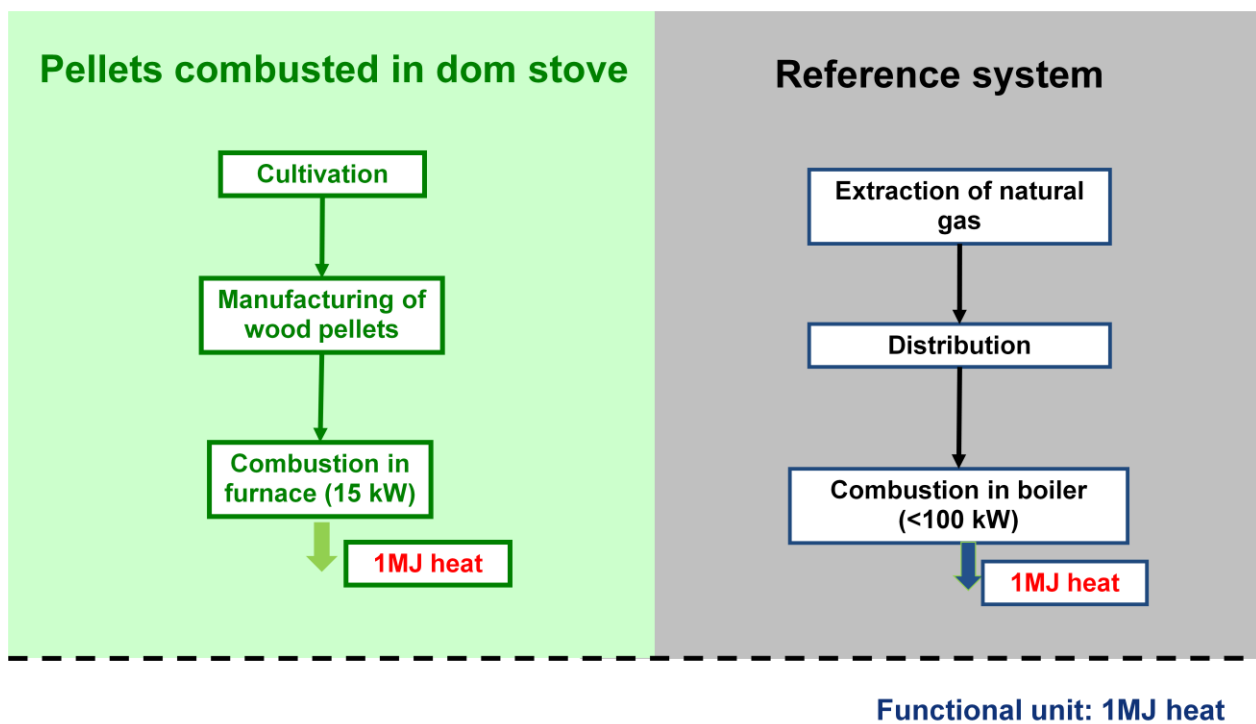 Pellets combusted in dom stove
Cultivation
Manufacturing of
wood pellets
Combustion in
furnace (15 kW)
1MJ heat
Reference system
Extraction of natural
gas
Distribution
Combustion in boiler
(<100 kW)
1MJ heat
Functional unit: 1MJ heat